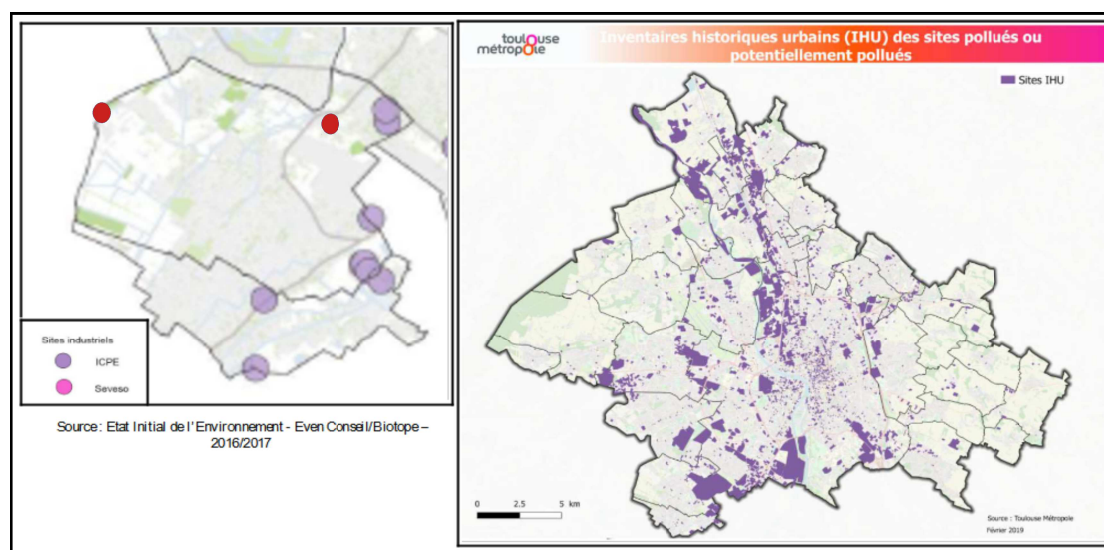 Sites industriels
ICPE
Seveso
Source: Etat Initial de l'Environnement - Even Conseil/Biotope –
2016/2017
toulouse
métropole
Inventaires historiques urbains (IHU) des sites pollués ou
potentiellement pollués
Sites IHU
0 2.5 5 km
Source : Toulouse Métropole
Février 2019